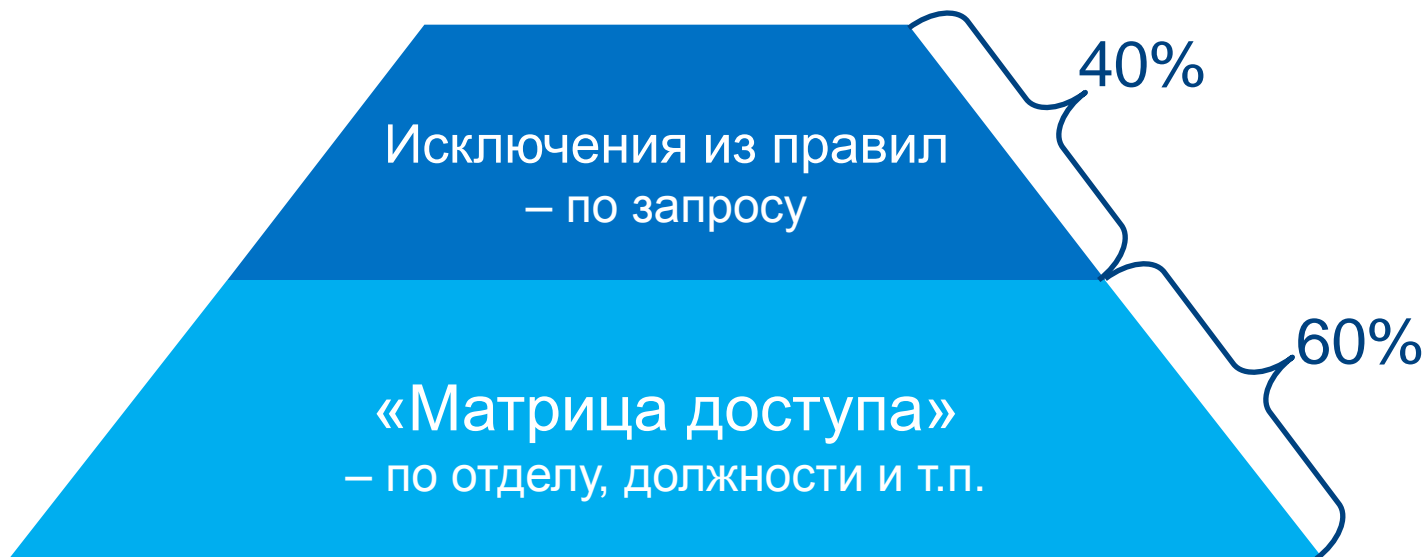 40%
Исключения из правил
– по запросу
60%
«Матрица доступа»
– по отделу, должности и т.п.